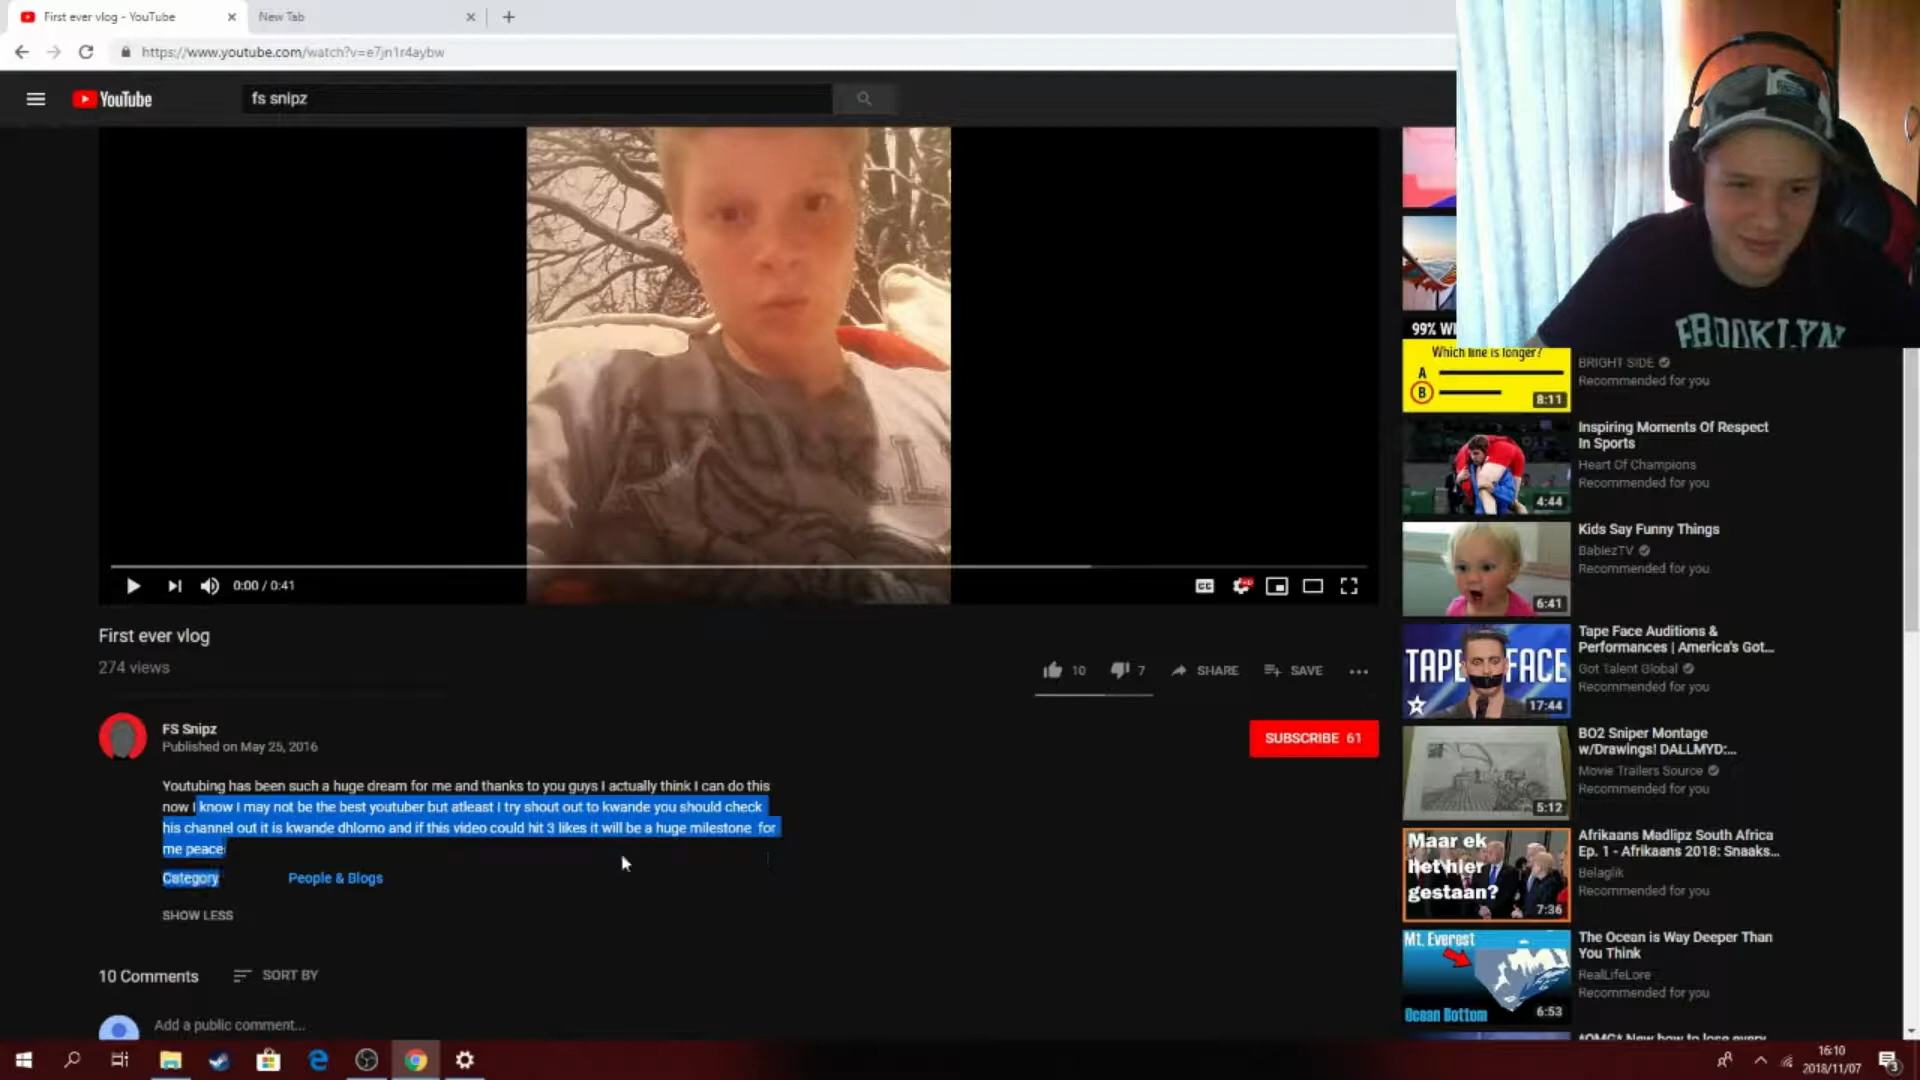 First ever vlog - YouTube
New Tab
https://www.youtube.com/watch?v=e7jn1r4aybw
YouTube
fs snipz
BROOKLYN
0:00 / 0:41
CC
First ever vlog
274 views
10
7
SHARE
SAVE
FS Snipz
Published on May 25, 2016
SUBSCRIBE 61
Youtubing has been such a huge dream for me and thanks to you guys I actually think I can do this
now I know I may not be the best youtuber but atleast I try shout out to kwande you should check
his channel out it is kwande dhlomo and if this video could hit 3 likes it will be a huge milestone for
me peace
Category
People & Blogs
SHOW LESS
10 Comments
SORT BY
Add a public comment...
99%
Which line is longer?
A
B
8:11
BRIGHT SIDE
Recommended for you
4:44
Inspiring Moments Of Respect
In Sports
Heart Of Champions
Recommended for you
6:41
Kids Say Funny Things
BabiezTV
Recommended for you
TAPE FACE
17:44
Tape Face Auditions &
Performances | America's Got...
Got Talent Global
Recommended for you
5:12
BO2 Sniper Montage
w/Drawings! DALLMYD:...
Movie Trailers Source
Recommended for you
Maar ek
het hier
gestaan?
7:36
Afrikaans Madlipz South Africa
Ep. 1 - Afrikaans 2018: Snaaks...
Belaglik
Recommended for you
Mt. Everest
Ocean Bottom
6:53
The Ocean is Way Deeper Than
You Think
RealLifeLore
Recommended for you
*OMG* New how to lose every
16:10
2018/11/07
3